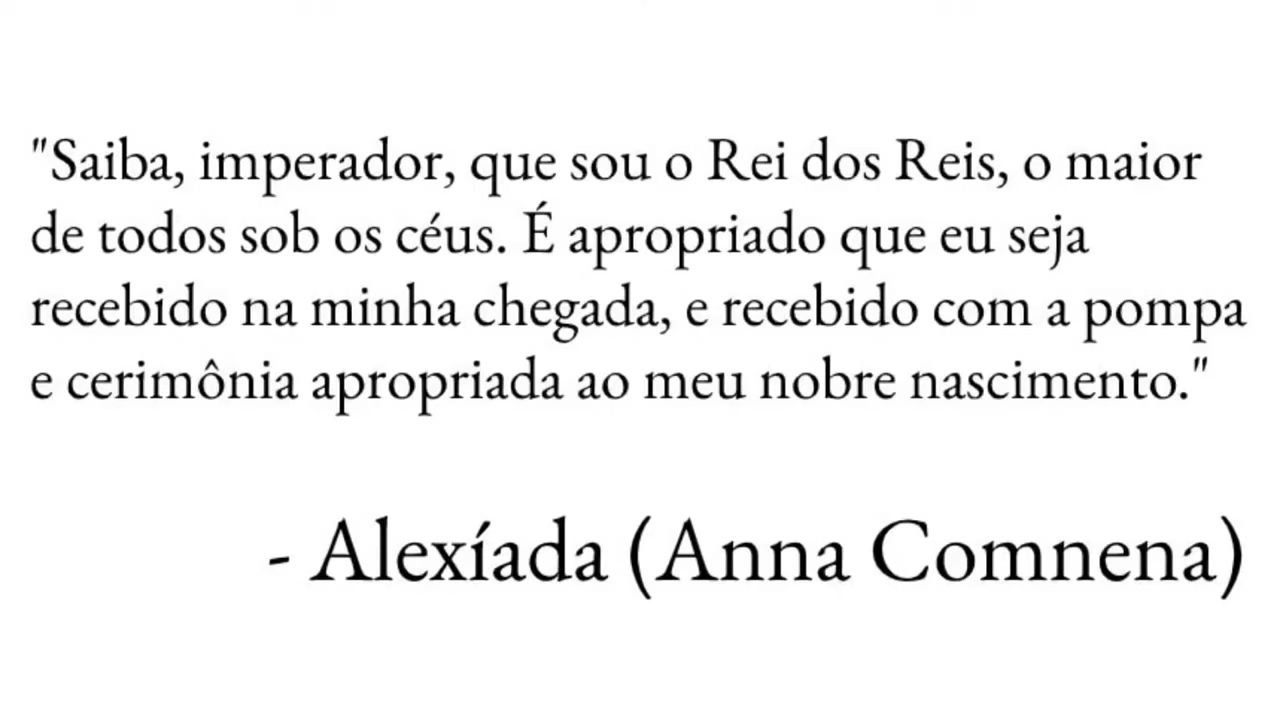 "Saiba, imperador, que sou o Rei dos Reis, o maior
de todos sob os céus. É apropriado que eu seja
recebido na minha chegada, e recebido com a pompa
e cerimônia apropriada ao meu nobre nascimento."
- Alexíada (Anna Comnena)